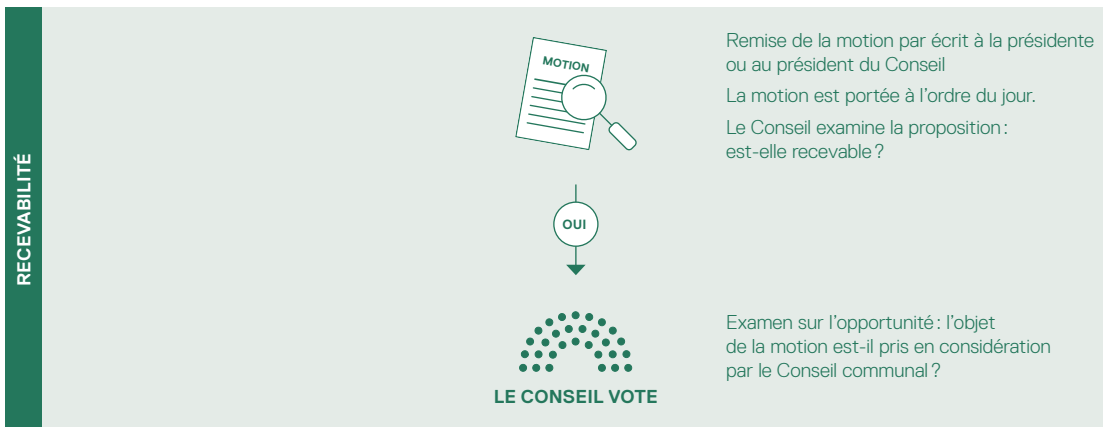 RECEVABILITÉ
MOTION
Remise de la motion par écrit à la présidente
ou au président du Conseil
La motion est portée à l'ordre du jour.
Le Conseil examine la proposition :
est-elle recevable ?
OUI
LE CONSEIL VOTE
Examen sur l'opportunité : l'objet
de la motion est-il pris en considération
par le Conseil communal ?